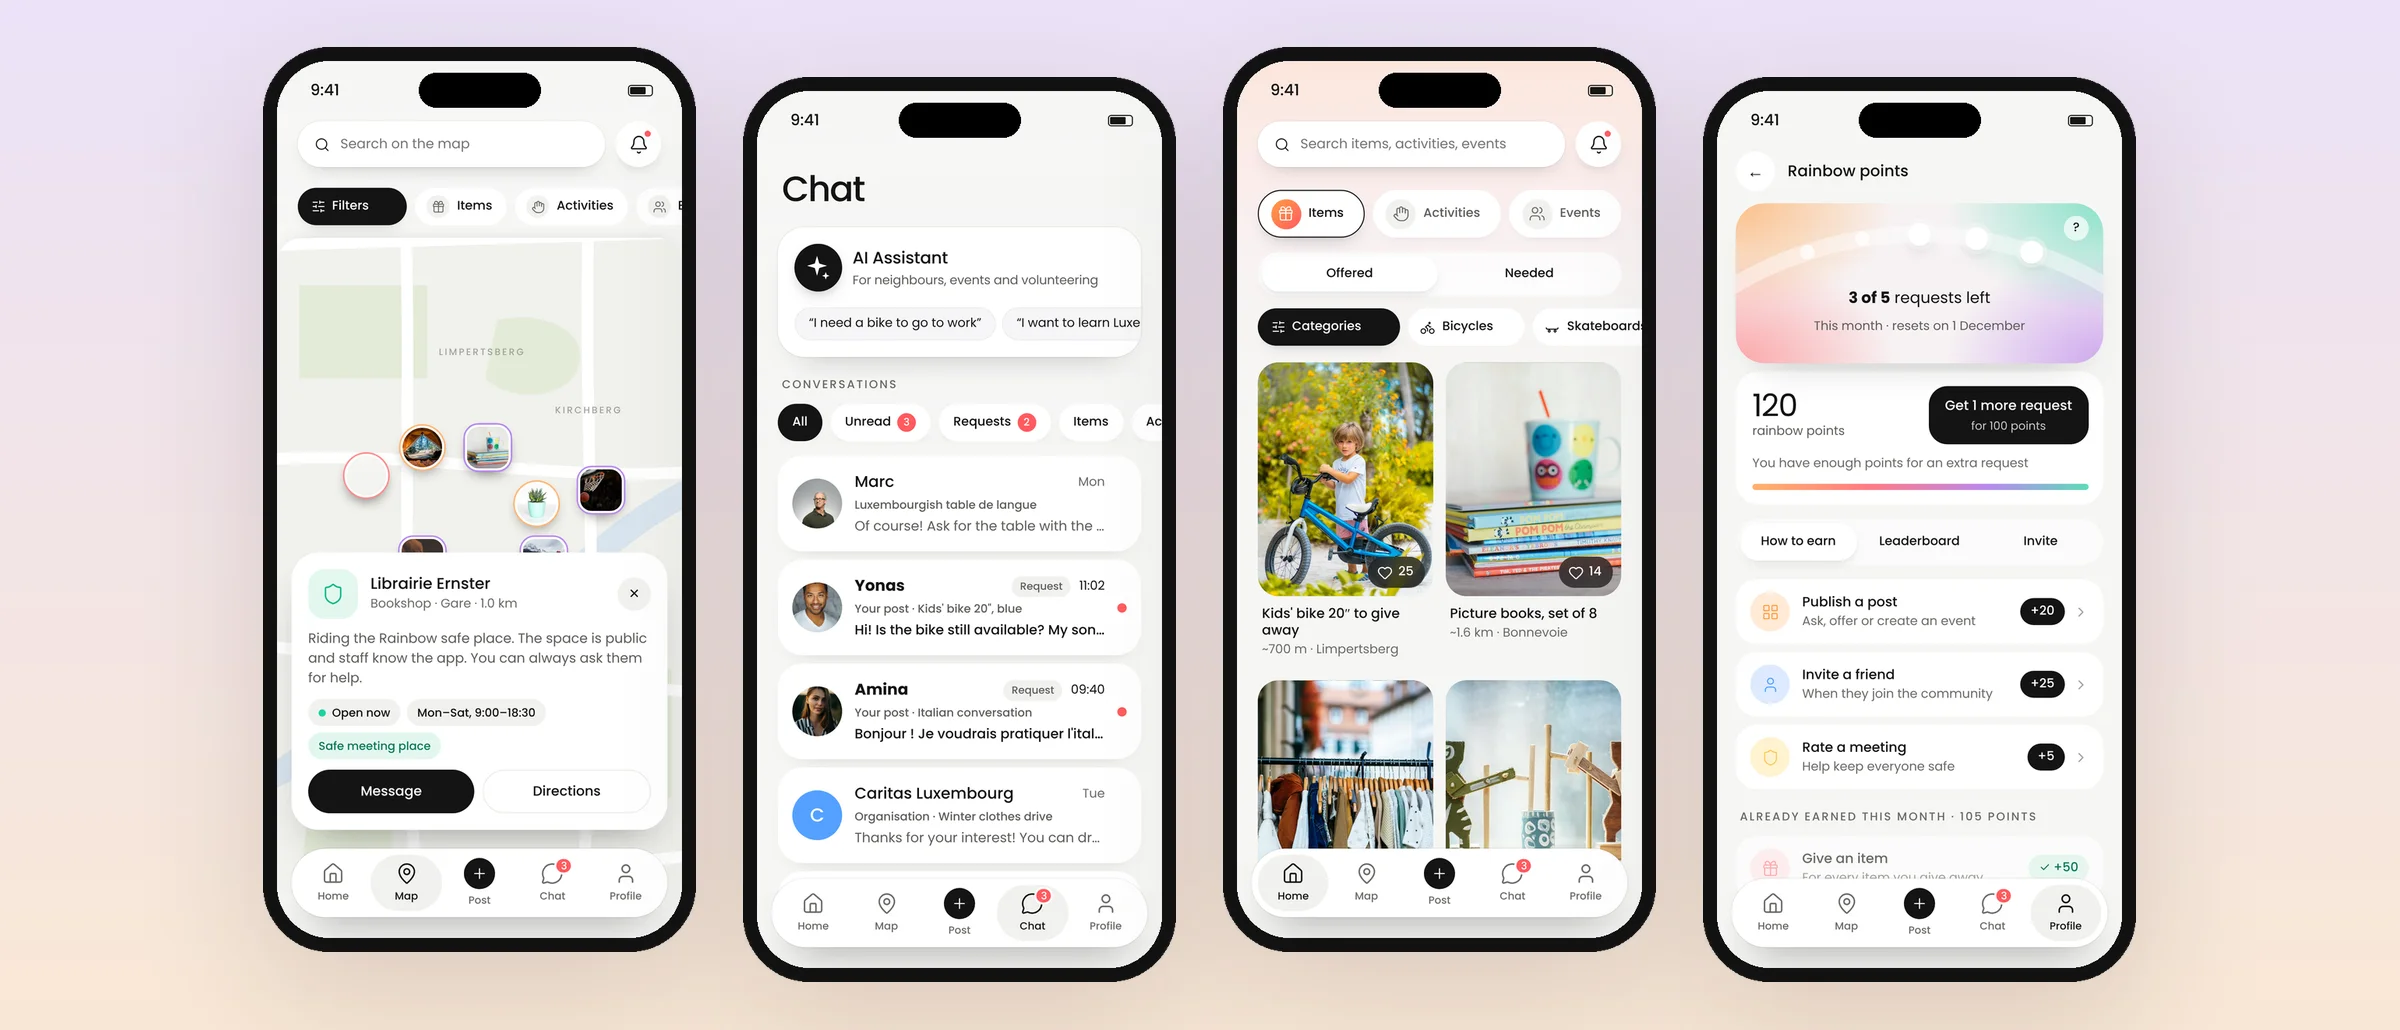 9:41
Search on the map
Filters
Items
Activities
LIMPERTSBERG
KIRCHBERG
Librairie Ernster
Bookshop · Gare · 1.0 km
Riding the Rainbow safe place. The space is public
and staff know the app. You can always ask them
for help.
Open now
Mon–Sat, 9:00–18:30
Safe meeting place
Message
Directions
Home
Map
Post
Chat
3
Profile
9:41
Chat
AI Assistant
For neighbours, events and volunteering
“I need a bike to go to work”
“I want to learn Luxe
CONVERSATIONS
All
Unread 3
Requests 2
Items
Ac
Marc
Mon
Luxembourgish table de langue
Of course! Ask for the table with the ...
Yonas
Request 11:02
Your post · Kids' bike 20", blue
Hi! Is the bike still available? My son...
Amina
Request 09:40
Your post · Italian conversation
Bonjour ! Je voudrais pratiquer l'ital...
C
Caritas Luxembourg
Tue
Organisation · Winter clothes drive
Thanks for your interest! You can dr...
Home
Map
Post
Chat
3
Profile
9:41
Search items, activities, events
Items
Activities
Events
Offered
Needed
Categories
Bicycles
Skateboards
POM POM
25
14
Kids' bike 20" to give
away
~700 m · Limpertsberg
Picture books, set of 8
~1.6 km · Bonnevoie
Home
Map
Post
Chat
3
Profile
9:41
← Rainbow points
?
3 of 5 requests left
This month · resets on 1 December
120
rainbow points
Get 1 more request
for 100 points
You have enough points for an extra request
How to earn
Leaderboard
Invite
Publish a post
Ask, offer or create an event
+20
Invite a friend
When they join the community
+25
Rate a meeting
Help keep everyone safe
+5
ALREADY EARNED THIS MONTH · 105 POINTS
Give an item
For every item you give away
+50
Home
Map
Post
Chat
3
Profile